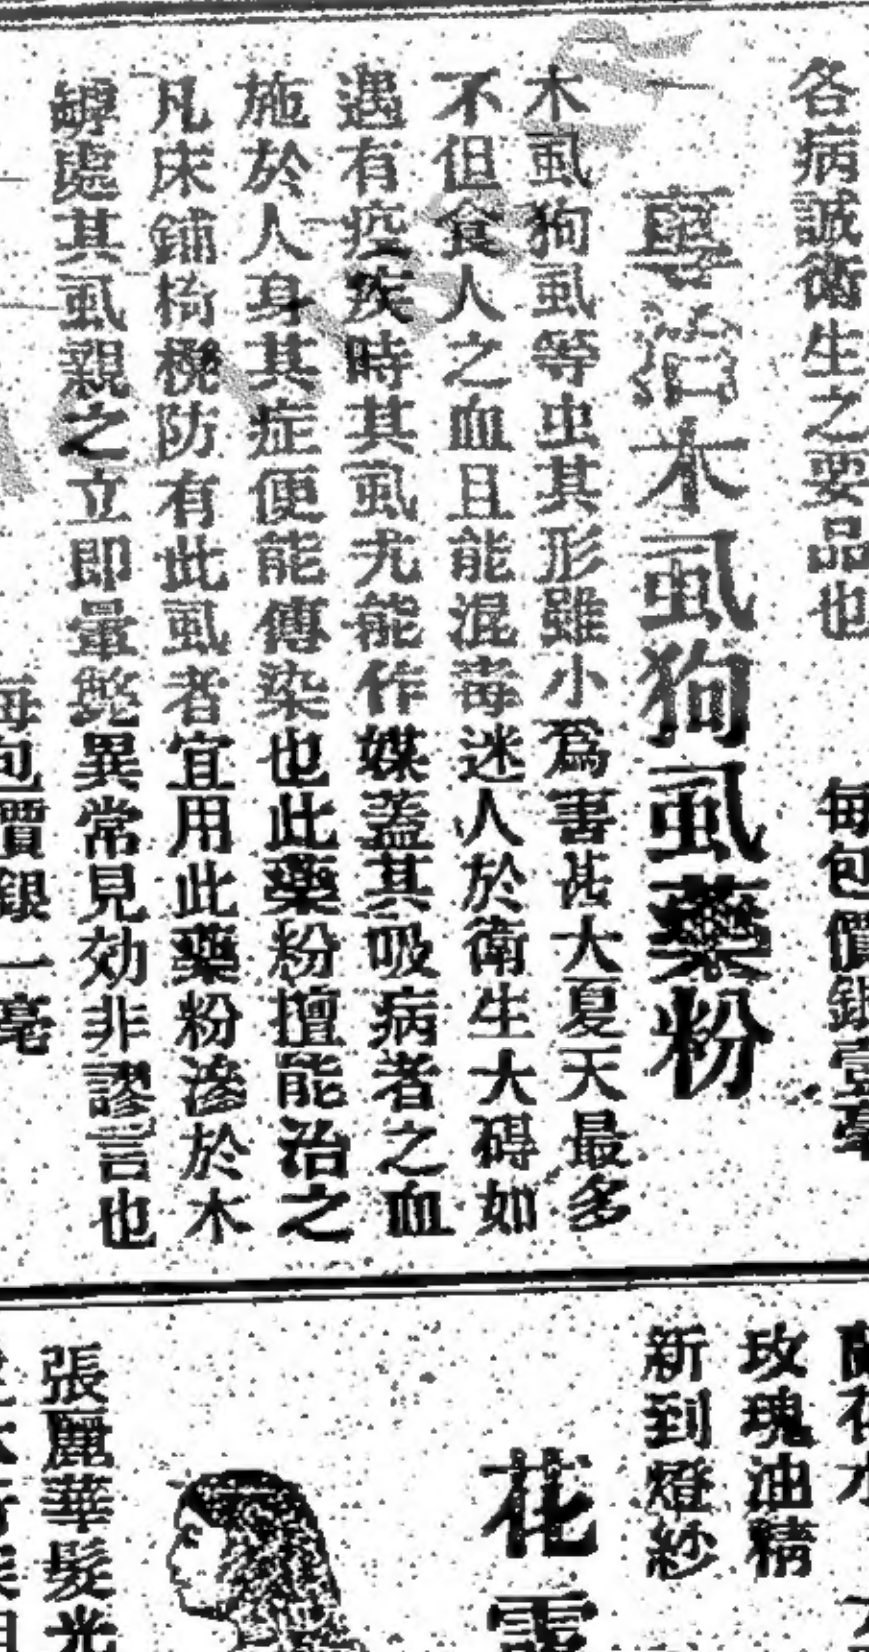 各病誠衛生之要品也
每包價銀壹毫
專治木虱狗虱藥粉
木虱狗虱等虫其形雖小爲害甚大夏天最多
不但食人之血且能混毒迷人於衛生大碍如
遇有疫疾時其虱尤能作媒蓋其吸病者之血
施於人身其症便能傳染也此藥粉擅能治之
凡床鋪椅櫈防有此虱者宜用此藥粉滲於木
罅處其虱親之立即暈斃異常見効非謬言也
每包價銀一毫
花水
玫瑰油精
新到燈紗
花露
張麗華髮光